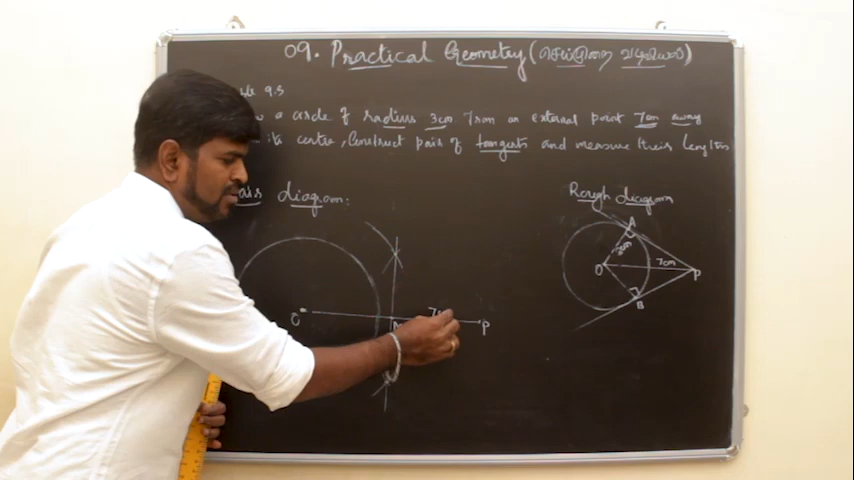 09. Practical Geometry (செய்முறை வடிவியல்)
9.5
a circle of radius 3cm from an external point 7cm away
its centre, Construct pair of tangents and measure their lengths
diagram:
Rough diagram
A
3cm
O
7cm
P
B
O
M
P